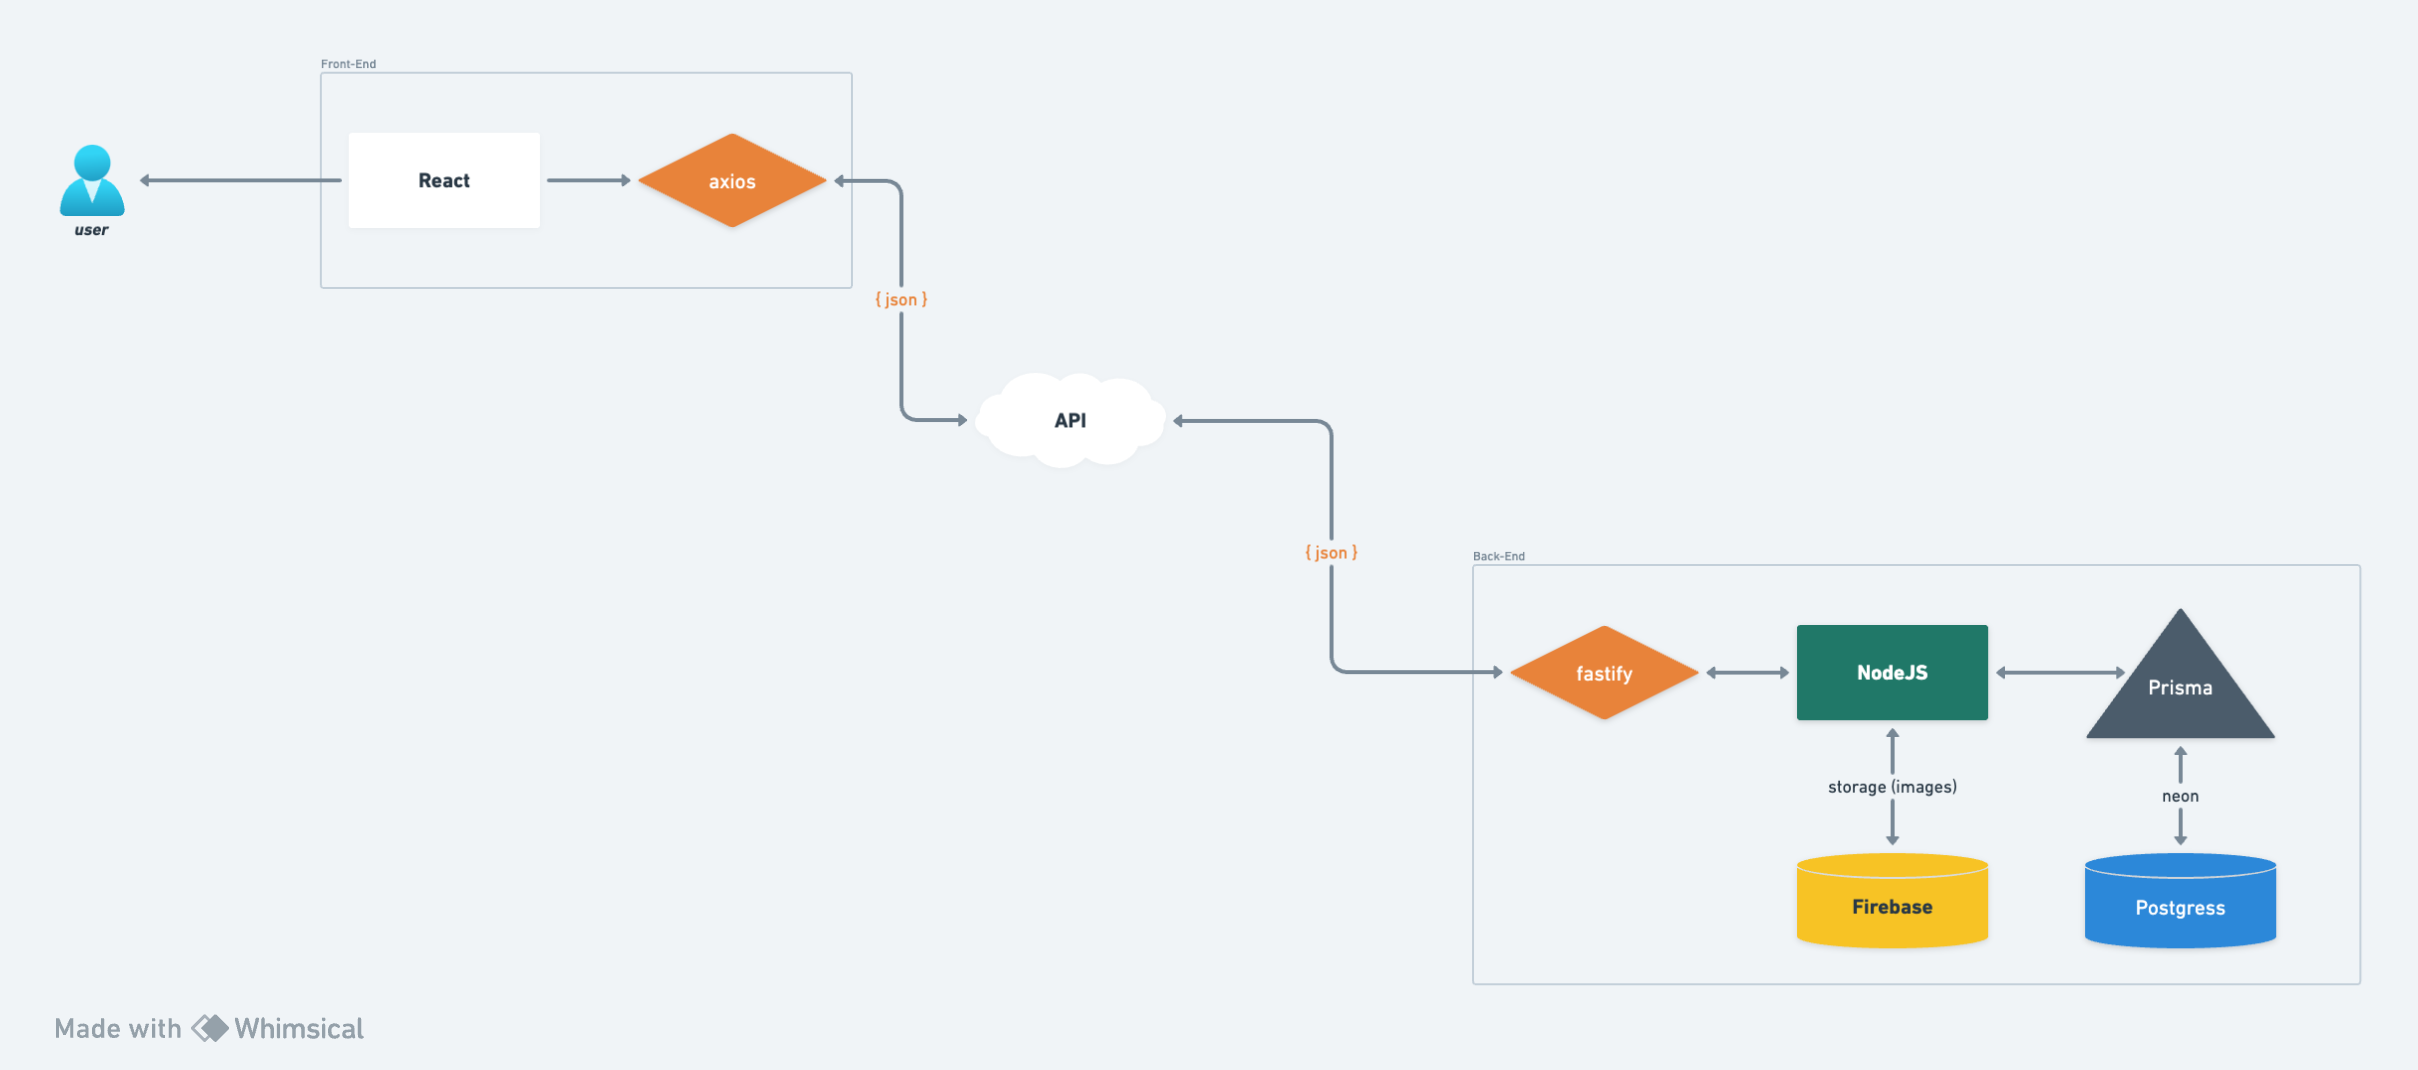 Front-End
React
axios
user
{ json }
API
{ json }
Back-End
fastify
NodeJS
Prisma
storage (images)
neon
Firebase
Postgress
Made with Whimsical